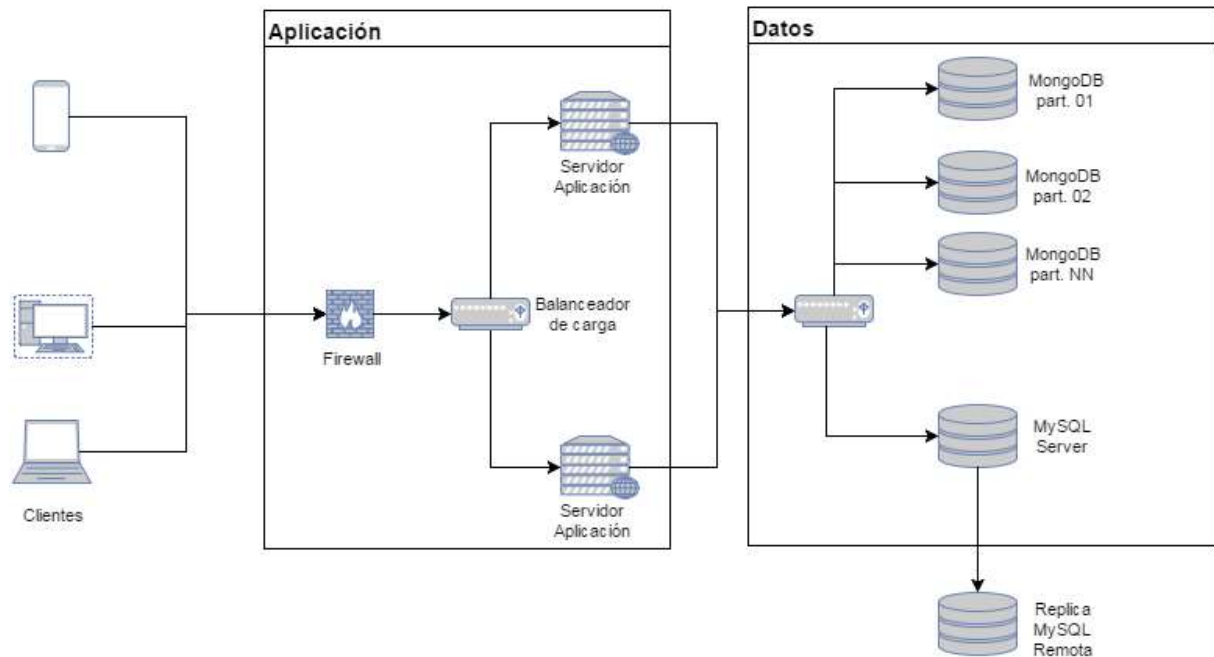 Aplicación
Datos
MongoDB
part. 01
Servidor
Aplicación
MongoDB
part. 02
MongoDB
part. NN
Balanceador
de carga
Firewall
MySQL
Server
Clientes
Servidor
Aplicación
Replica
MySQL
Remota